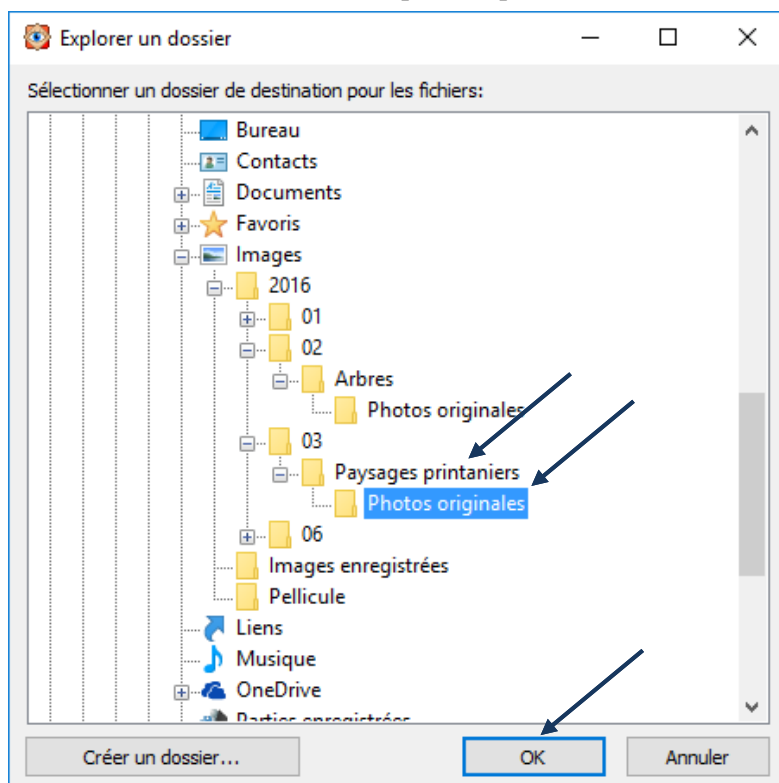 Explorer un dossier
Sélectionner un dossier de destination pour les fichiers:
Bureau
Contacts
Documents
Favoris
Images
2016
01
02
Arbres
Photos originales
03
Paysages printaniers
Photos originales
06
Images enregistrées
Pellicule
Liens
Musique
OneDrive
Parties enregistrées
Créer un dossier...
OK
Annuler